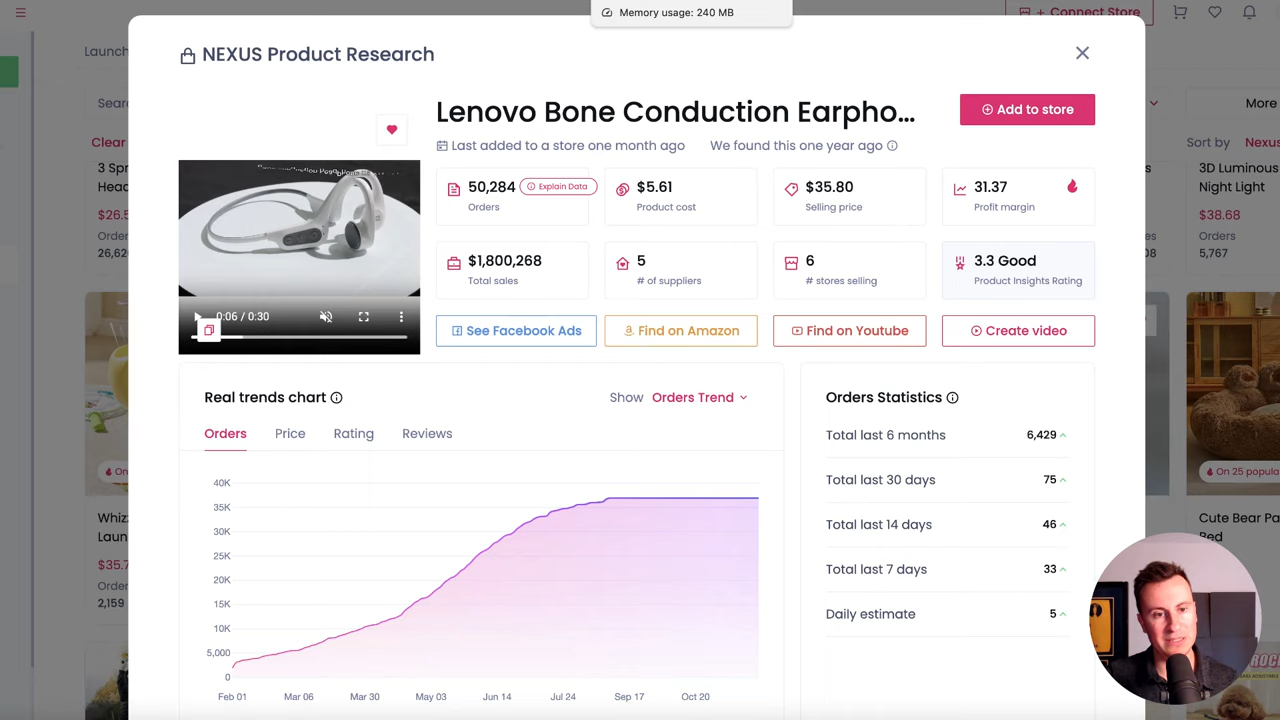 Memory usage: 240 MB
+ Connect Store
Launch
NEXUS Product Research
Lenovo Bone Conduction Earpho...
Add to store
Last added to a store one month ago
We found this one year ago
More
Clear
Sort by
Nexus
3 Spr
Head
$26.5
Orders
26,620
3D Luminous
Night Light
$38.68
Orders
5,767
50,284
Explain Data
Orders
$5.61
Product cost
$35.80
Selling price
31.37
Profit margin
$1,800,268
Total sales
5
# of suppliers
6
# stores selling
3.3 Good
Product Insights Rating
0:06 / 0:30
See Facebook Ads
Find on Amazon
Find on Youtube
Create video
Real trends chart
Show
Orders Trend
Orders
Price
Rating
Reviews
40K
35K
30K
25K
20K
15K
10K
5,000
0
Feb 01
Mar 06
Mar 30
May 03
Jun 14
Jul 24
Sep 17
Oct 20
Orders Statistics
Total last 6 months
6,429
Total last 30 days
75
Total last 14 days
46
Total last 7 days
33
Daily estimate
5
On
Whiz
Laun
$35.7
Orders
2,159
On 25 popula
Cute Bear Pa
Bed